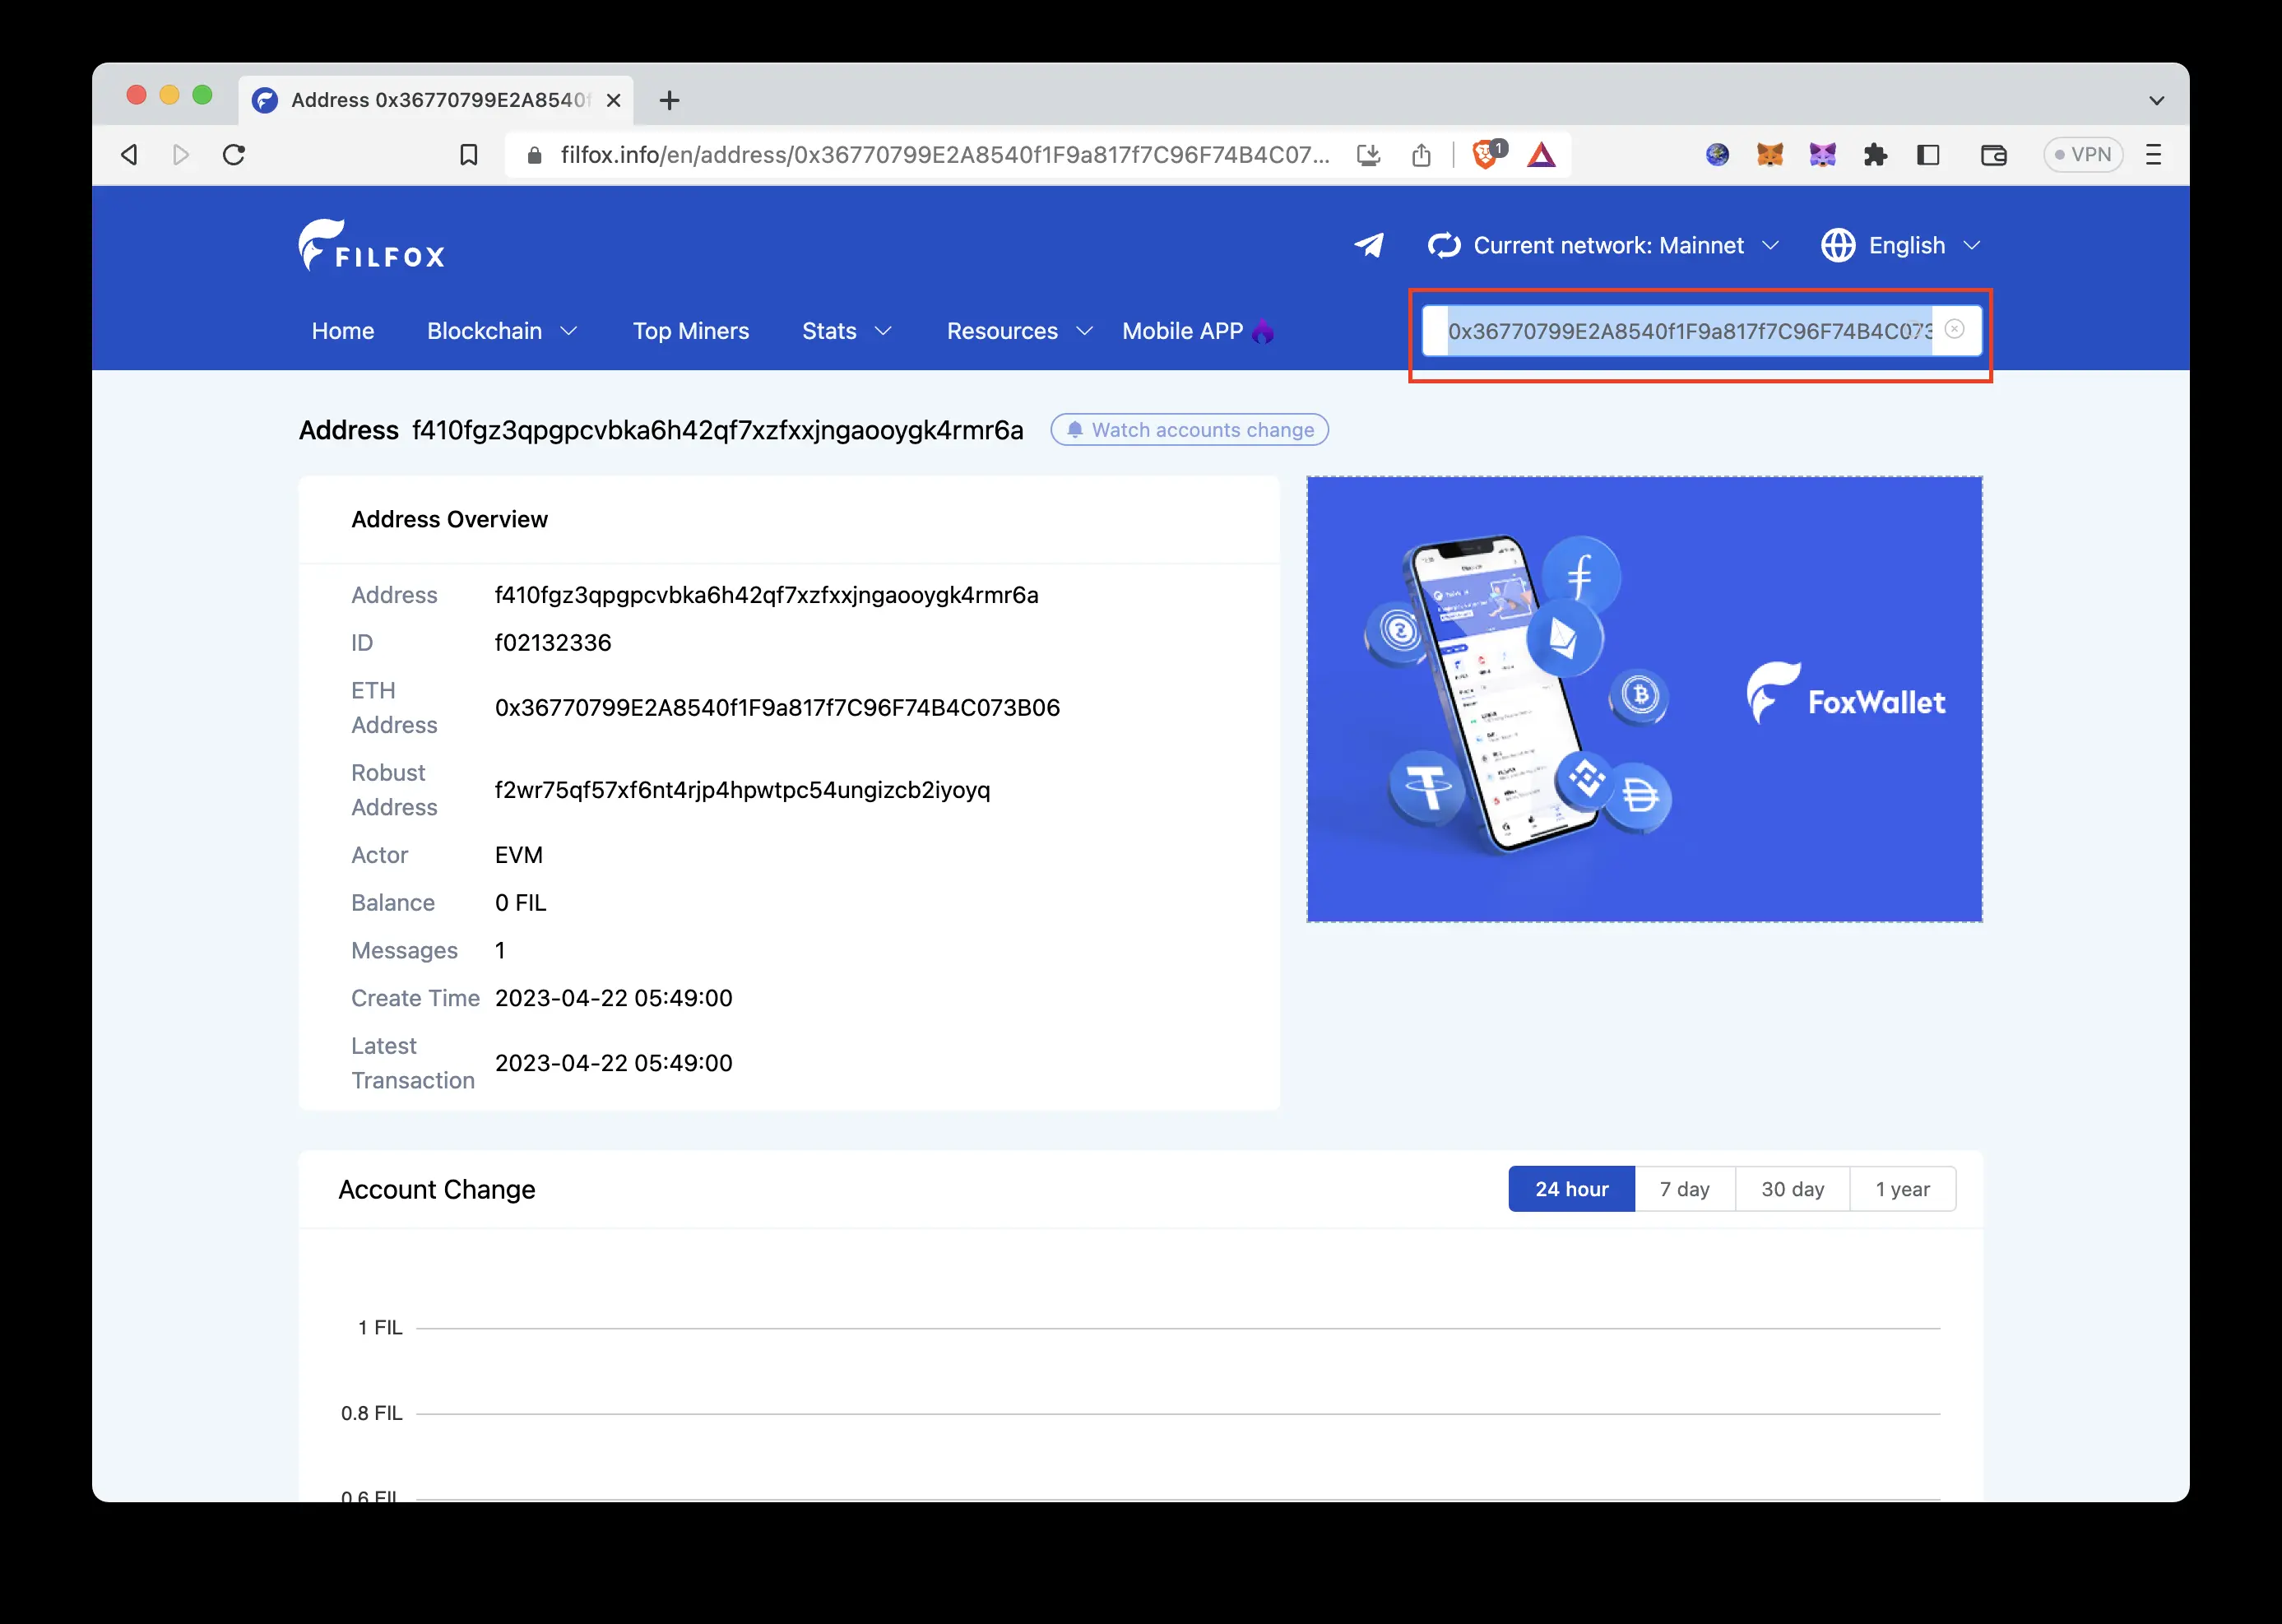 Address 0x36770799E2A8540f
filfox.info/en/address/0x36770799E2A8540f1F9a817f7C96F74B4C07...
1
VPN
FILFOX
Current network: Mainnet
English
Home
Blockchain
Top Miners
Stats
Resources
Mobile APP
0x36770799E2A8540f1F9a817f7C96F74B4C073
Address f410fgz3qpgpcvbka6h42qf7xzfxxjngaooygk4rmr6a
Watch accounts change
Address Overview
Address f410fgz3qpgpcvbka6h42qf7xzfxxjngaooygk4rmr6a
ID f02132336
ETH Address 0x36770799E2A8540f1F9a817f7C96F74B4C073B06
Robust Address f2wr75qf57xf6nt4rjp4hpwtpc54ungizcb2iyoyq
Actor EVM
Balance 0 FIL
Messages 1
Create Time 2023-04-22 05:49:00
Latest Transaction 2023-04-22 05:49:00
FoxWallet
Account Change
24 hour
7 day
30 day
1 year
1 FIL
0.8 FIL
0.6 FIL